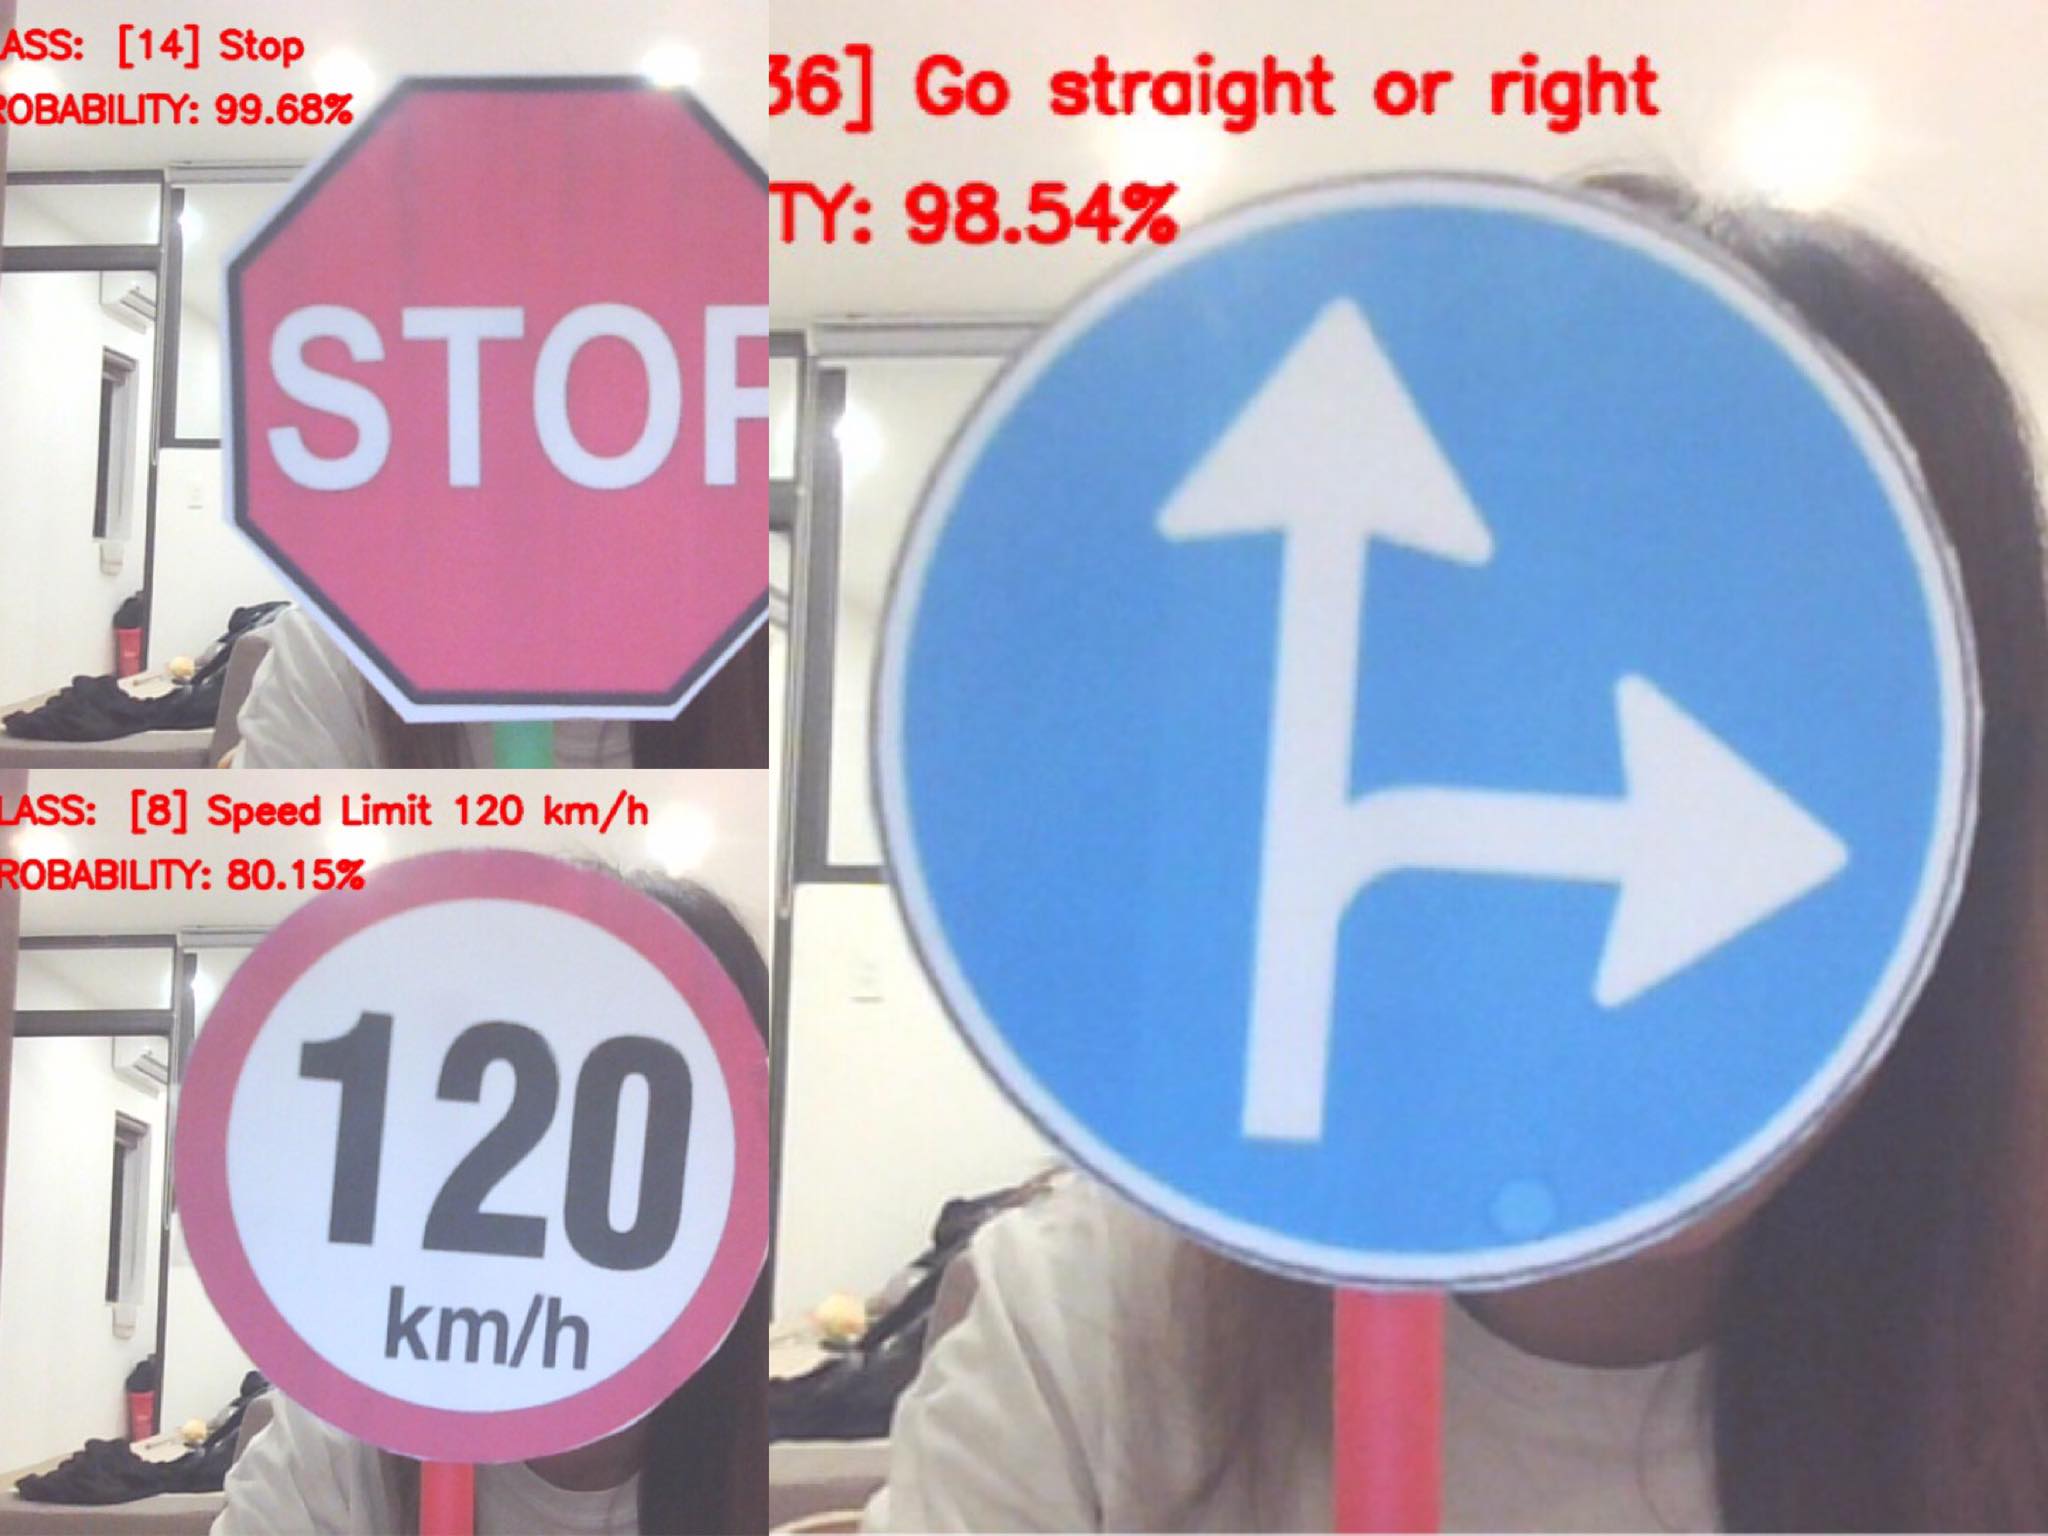 ASS: [14] Stop
ROBABILITY: 99.68%
STOP
36] Go straight or right
TY: 98.54%
LASS: [8] Speed Limit 120 km/h
ROBABILITY: 80.15%
120
km/h